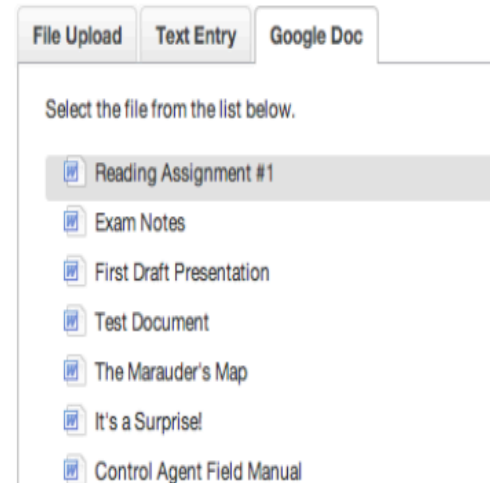 File Upload Text Entry Google Doc
Select the file from the list below.
Reading Assignment #1
Exam Notes
First Draft Presentation
Test Document
The Marauder's Map
It's a Surprise!
Control Agent Field Manual